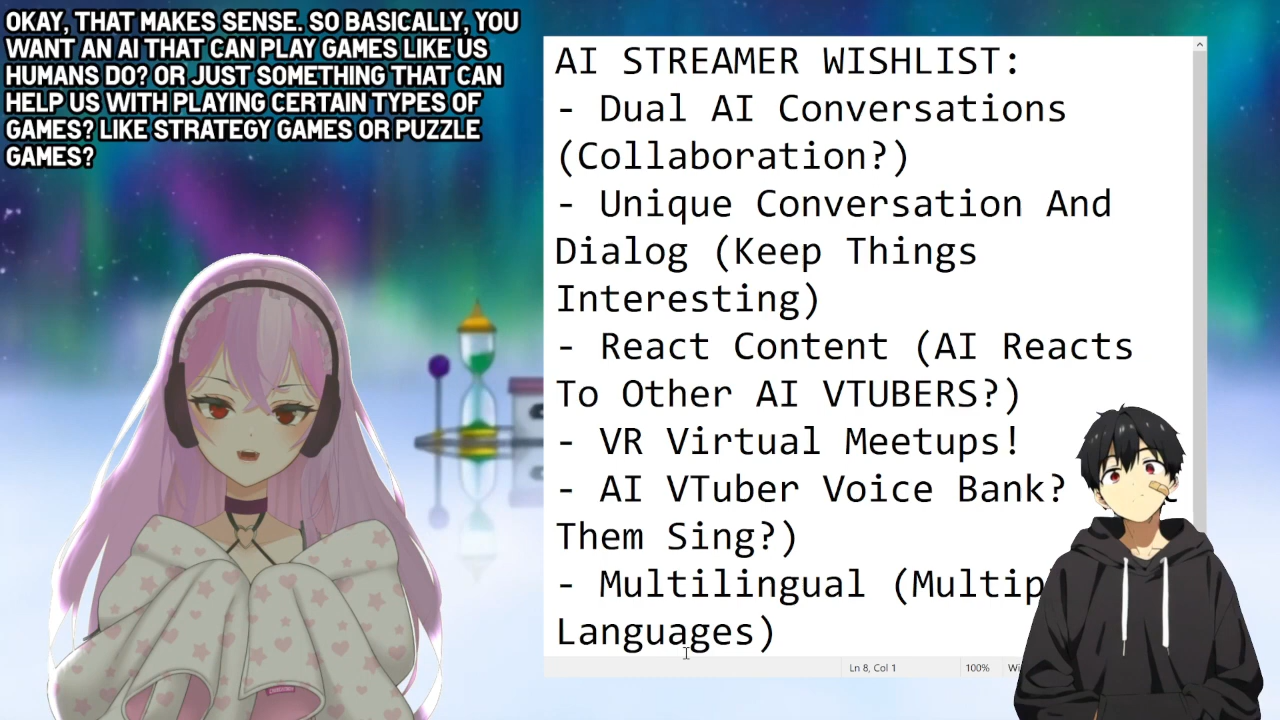 OKAY, THAT MAKES SENSE. SO BASICALLY, YOU
WANT AN AI THAT CAN PLAY GAMES LIKE US
HUMANS DO? OR JUST SOMETHING THAT CAN
HELP US WITH PLAYING CERTAIN TYPES OF
GAMES? LIKE STRATEGY GAMES OR PUZZLE
GAMES?
AI STREAMER WISHLIST:
- Dual AI Conversations
(Collaboration?)
- Unique Conversation And
Dialog (Keep Things
Interesting)
- React Content (AI Reacts
To Other AI VTUBERS?)
- VR Virtual Meetups!
- AI VTuber Voice Bank?
Them Sing?)
- Multilingual (Multip
Languages)
Ln 8, Col 1
100%